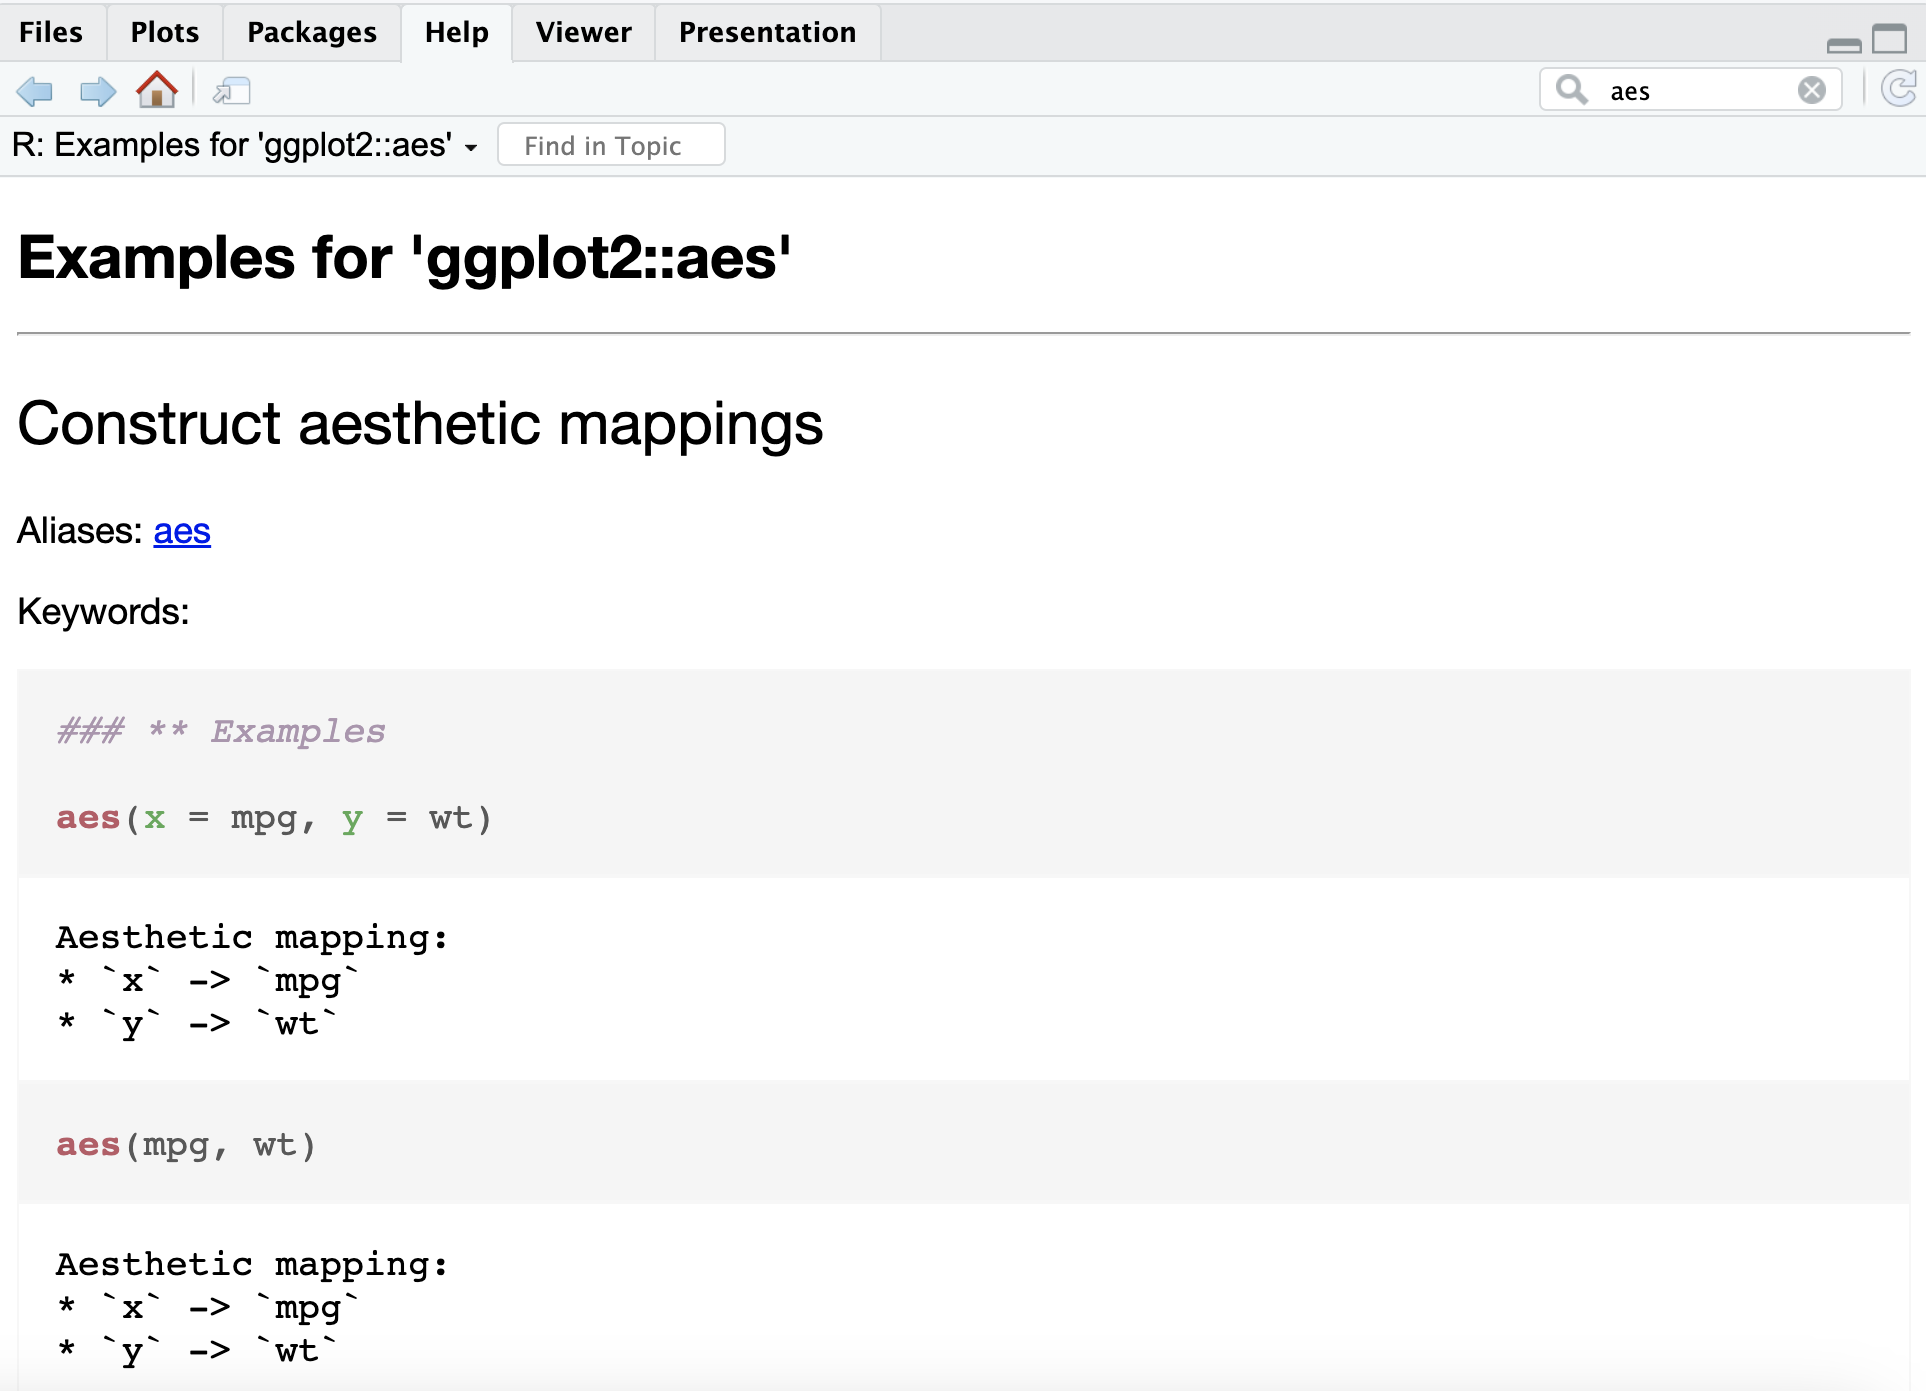 Files Plots Packages Help Viewer Presentation
aes
R: Examples for 'ggplot2::aes' Find in Topic
Examples for 'ggplot2::aes'
Construct aesthetic mappings
Aliases: aes
Keywords:
### ** Examples
aes(x = mpg, y = wt)
Aesthetic mapping:
* `x` -> `mpg`
* `y` -> `wt`
aes(mpg, wt)
Aesthetic mapping:
* `x` -> `mpg`
* `y` -> `wt`